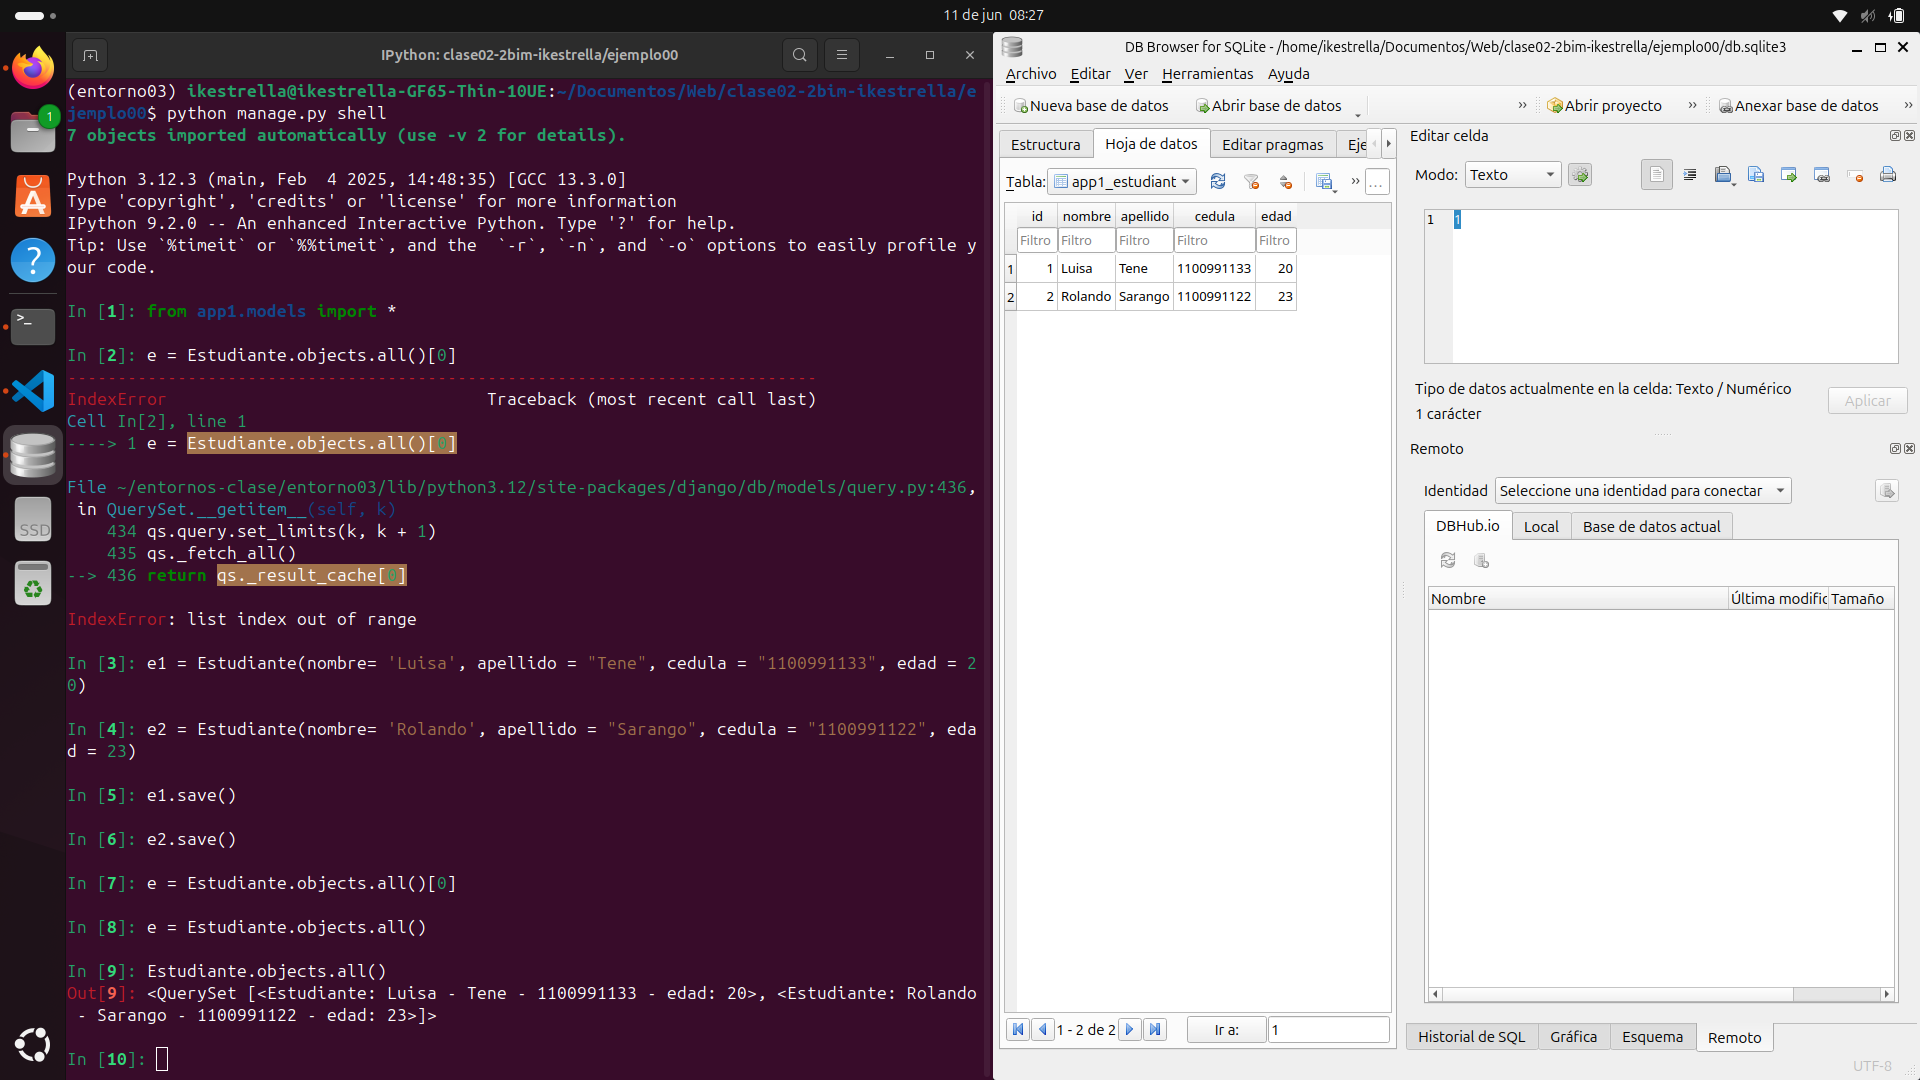 11 de jun  08:27
IPython: clase02-2bim-ikestrella/ejemplo00
(entorno03) ikestrella@ikestrella-GF65-Thin-10UE:~/Documentos/Web/clase02-2bim-ikestrella/e
jemplo00$ python manage.py shell
7 objects imported automatically (use -v 2 for details).
Python 3.12.3 (main, Feb  4 2025, 14:48:35) [GCC 13.3.0]
Type 'copyright', 'credits' or 'license' for more information
IPython 9.2.0 -- An enhanced Interactive Python. Type '?' for help.
Tip: Use `%timeit` or `%%timeit`, and the  `-r`, `-n`, and `-o` options to easily profile y
our code.
In [1]: from app1.models import *
In [2]: e = Estudiante.objects.all()[0]
---------------------------------------------------------------------------
IndexError                                Traceback (most recent call last)
Cell In[2], line 1
----> 1 e = Estudiante.objects.all()[0]
File ~/entornos-clase/entorno03/lib/python3.12/site-packages/django/db/models/query.py:436,
 in QuerySet.__getitem__(self, k)
    434 qs.query.set_limits(k, k + 1)
    435 qs._fetch_all()
--> 436 return qs._result_cache[0]
IndexError: list index out of range
In [3]: e1 = Estudiante(nombre= 'Luisa', apellido = "Tene", cedula = "1100991133", edad = 2
0)
In [4]: e2 = Estudiante(nombre= 'Rolando', apellido = "Sarango", cedula = "1100991122", eda
d = 23)
In [5]: e1.save()
In [6]: e2.save()
In [7]: e = Estudiante.objects.all()[0]
In [8]: e = Estudiante.objects.all()
In [9]: Estudiante.objects.all()
Out[9]: <QuerySet [<Estudiante: Luisa - Tene - 1100991133 - edad: 20>, <Estudiante: Rolando
 - Sarango - 1100991122 - edad: 23>]>
In [10]:
1
SSD
DB Browser for SQLite - /home/ikestrella/Documentos/Web/clase02-2bim-ikestrella/ejemplo00/db.sqlite3
Archivo Editar Ver Herramientas Ayuda
Nueva base de datos Abrir base de datos » Abrir proyecto » Anexar base de datos »
Estructura Hoja de datos Editar pragmas Eje
Tabla: app1_estudiant » ...
id nombre apellido cedula edad
Filtro Filtro Filtro Filtro Filtro
1 1 Luisa Tene 1100991133 20
2 2 Rolando Sarango 1100991122 23
1 - 2 de 2 Ir a: 1
Editar celda
Modo: Texto
1 1
Tipo de datos actualmente en la celda: Texto / Numérico
1 carácter
Aplicar
Remoto
Identidad Seleccione una identidad para conectar
DBHub.io Local Base de datos actual
Nombre Última modific Tamaño
Historial de SQL Gráfica Esquema Remoto
UTF-8